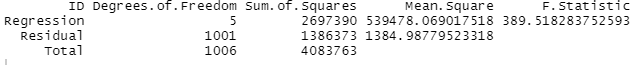 ID Degrees.of.Freedom Sum.of.Squares Mean.Square F.Statistic
Regression 5 2697390 539478.069017518 389.518283752593
Residual 1001 1386373 1384.98779523318
Total 1006 4083763